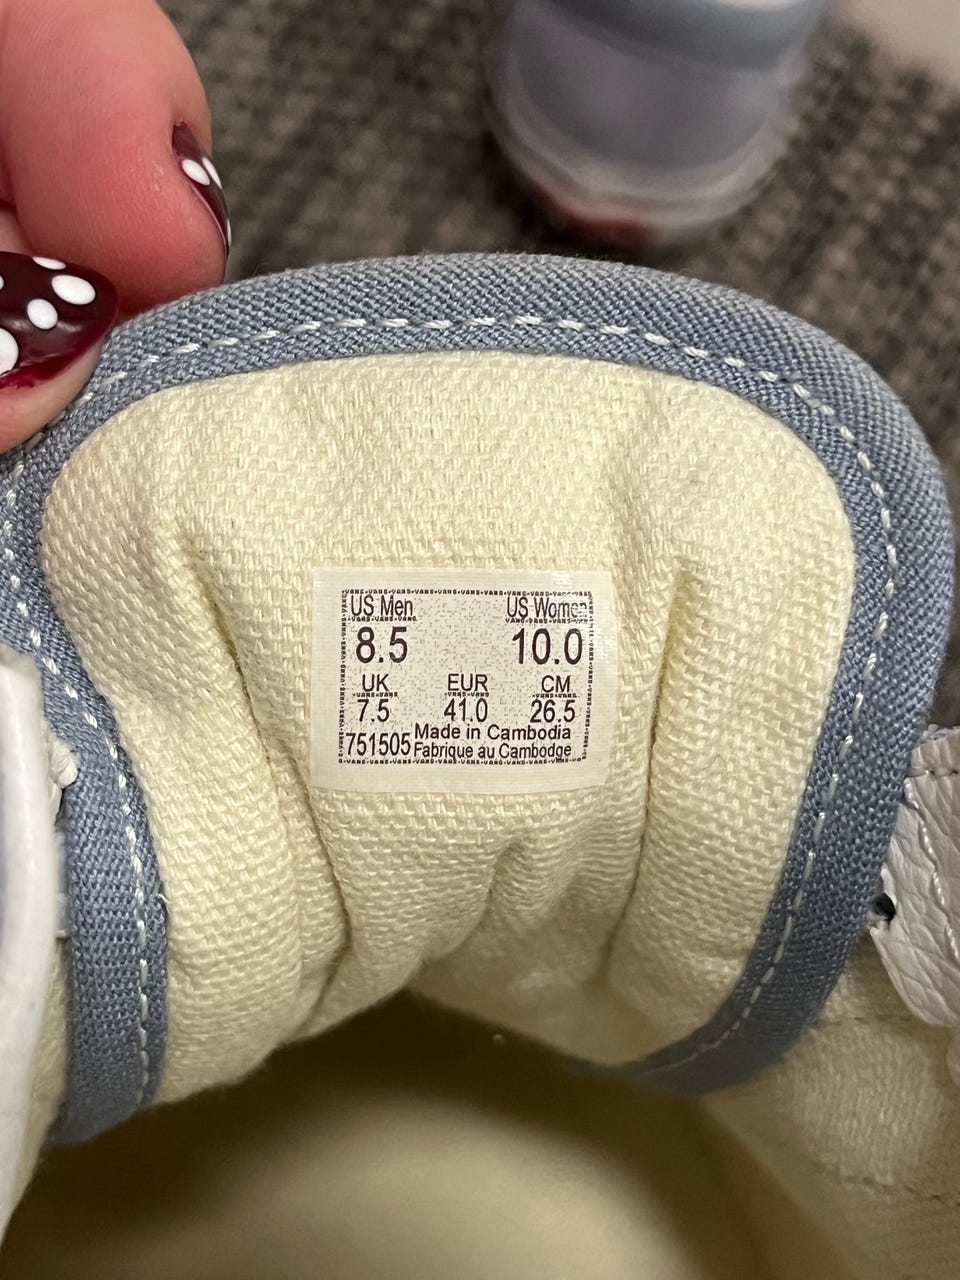 US Men US Women
8.5 10.0
UK EUR CM
7.5 41.0 26.5
751505 Made in Cambodia
Fabrique au Cambodge